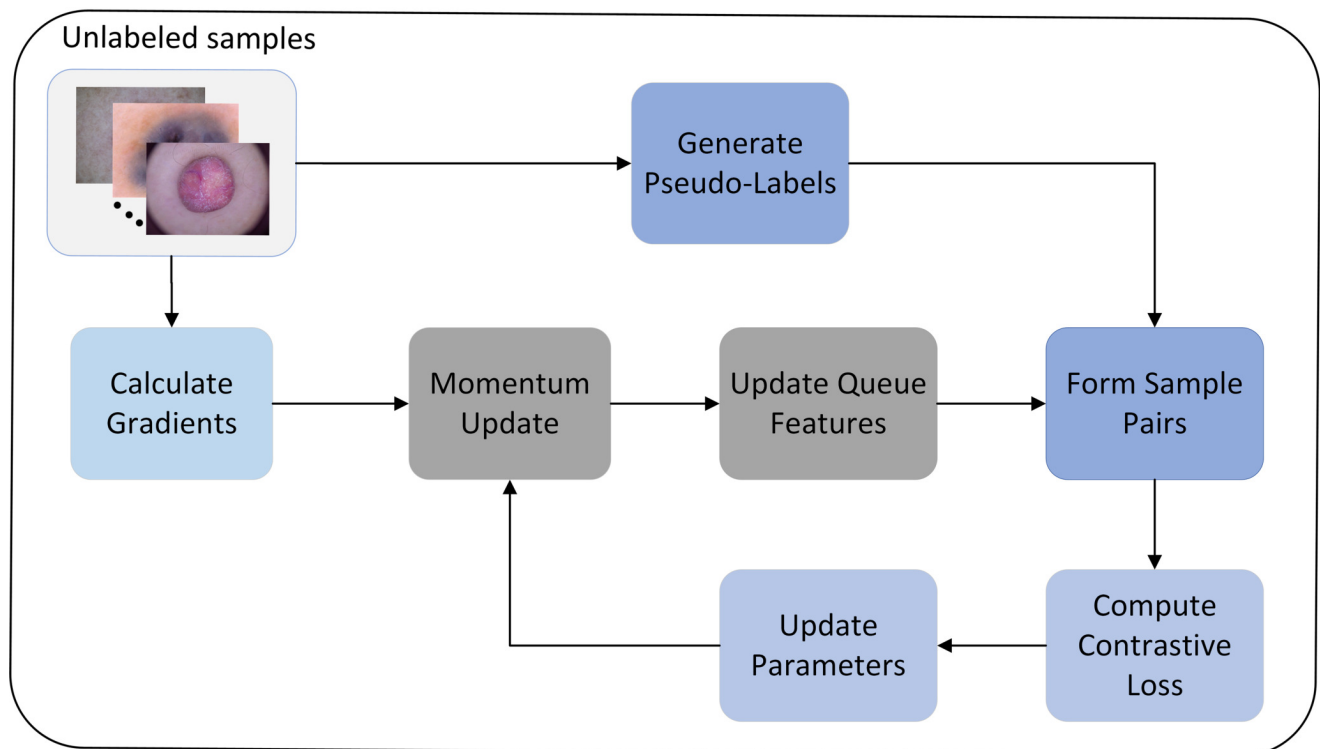 Unlabeled samples
Generate
Pseudo-Labels
Calculate
Gradients
Momentum
Update
Update Queue
Features
Form Sample
Pairs
Update
Parameters
Compute
Contrastive
Loss